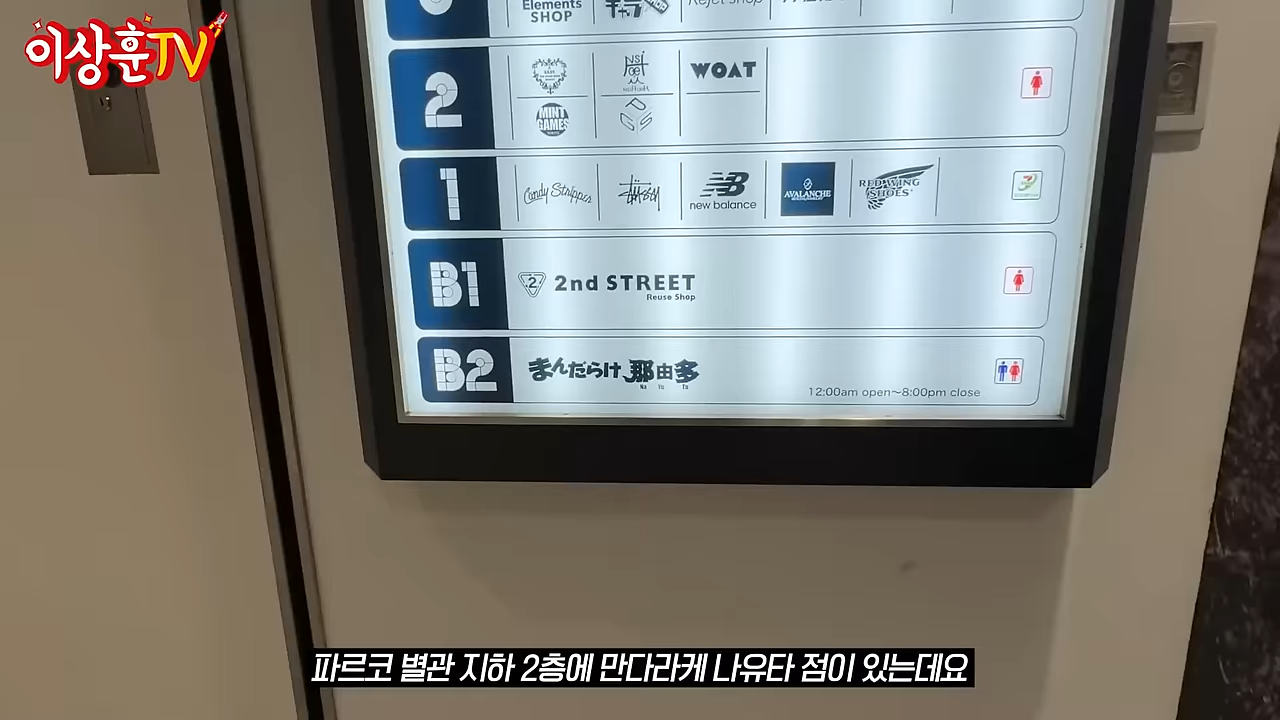 이상훈TV
Elements
SHOP
2
WOAT
MINT
GAMES
1
Candy Stripper
STÜSSY
new balance
AVALANCHE
RED WING
SHOES
B1
2 2nd STREET
Reuse Shop
B2
まんだらけ 那由多
Na Yu Ta
12:00am open〜8:00pm close
파르코 별관 지하 2층에 만다라케 나유타 점이 있는데요